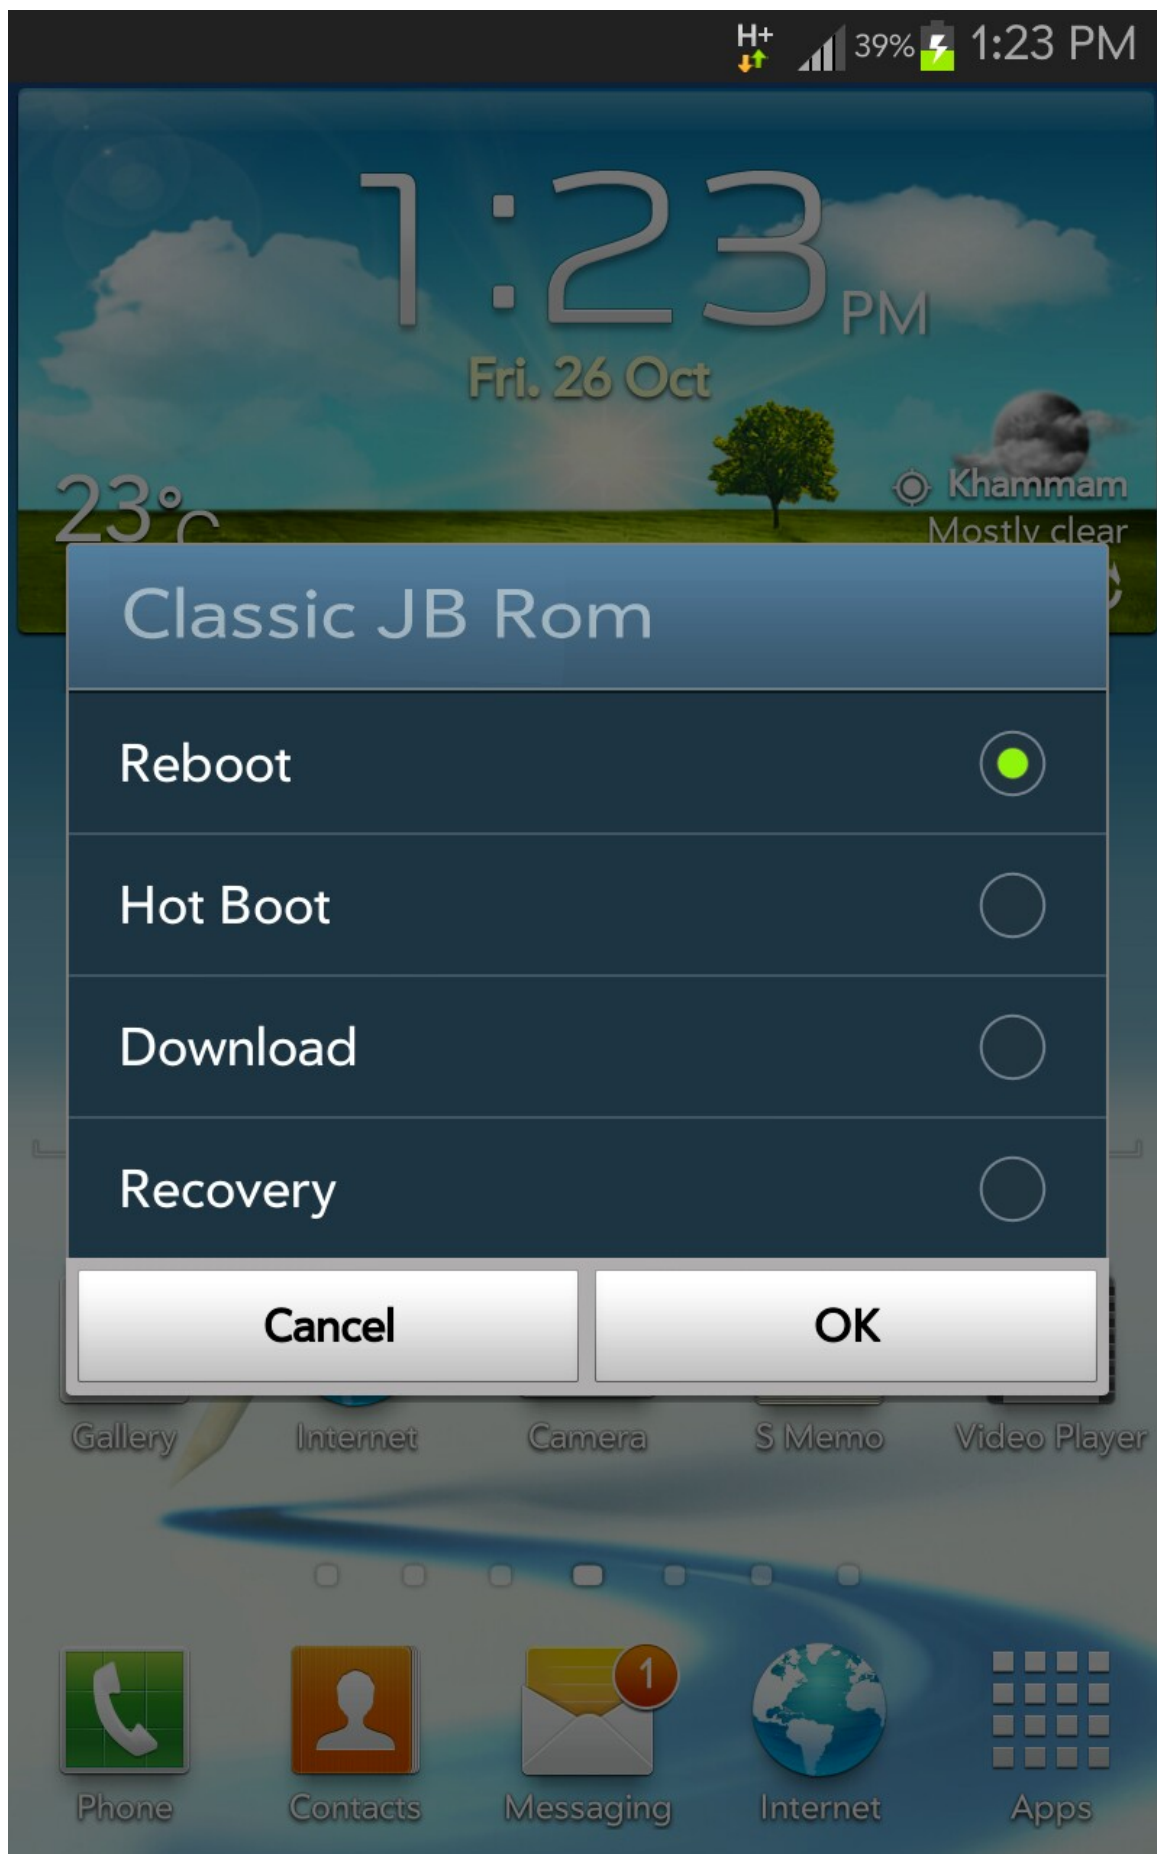 H+ 39% 1:23 PM
1:23 PM
Fri. 26 Oct
23°C
Khammam
Mostly clear
Classic JB Rom
Reboot
Hot Boot
Download
Recovery
Cancel OK
Gallery Internet Camera S Memo Video Player
1
Phone Contacts Messaging Internet Apps